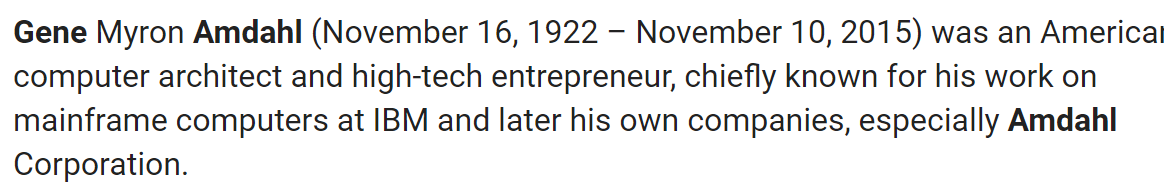 Gene Myron Amdahl (November 16, 1922 – November 10, 2015) was an American
computer architect and high-tech entrepreneur, chiefly known for his work on
mainframe computers at IBM and later his own companies, especially Amdahl
Corporation.